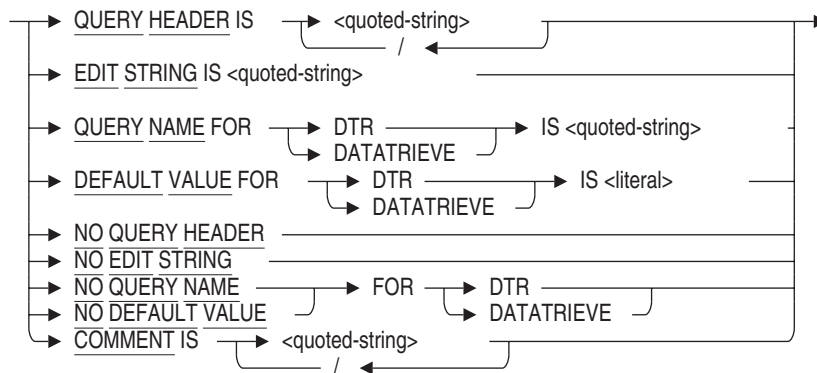 QUERY HEADER IS <quoted-string>
/
EDIT STRING IS <quoted-string>
QUERY NAME FOR DTR IS <quoted-string>
DATATRIEVE
DEFAULT VALUE FOR DTR IS <literal>
DATATRIEVE
NO QUERY HEADER
NO EDIT STRING
NO QUERY NAME FOR DTR
NO DEFAULT VALUE DATATRIEVE
COMMENT IS <quoted-string>
/